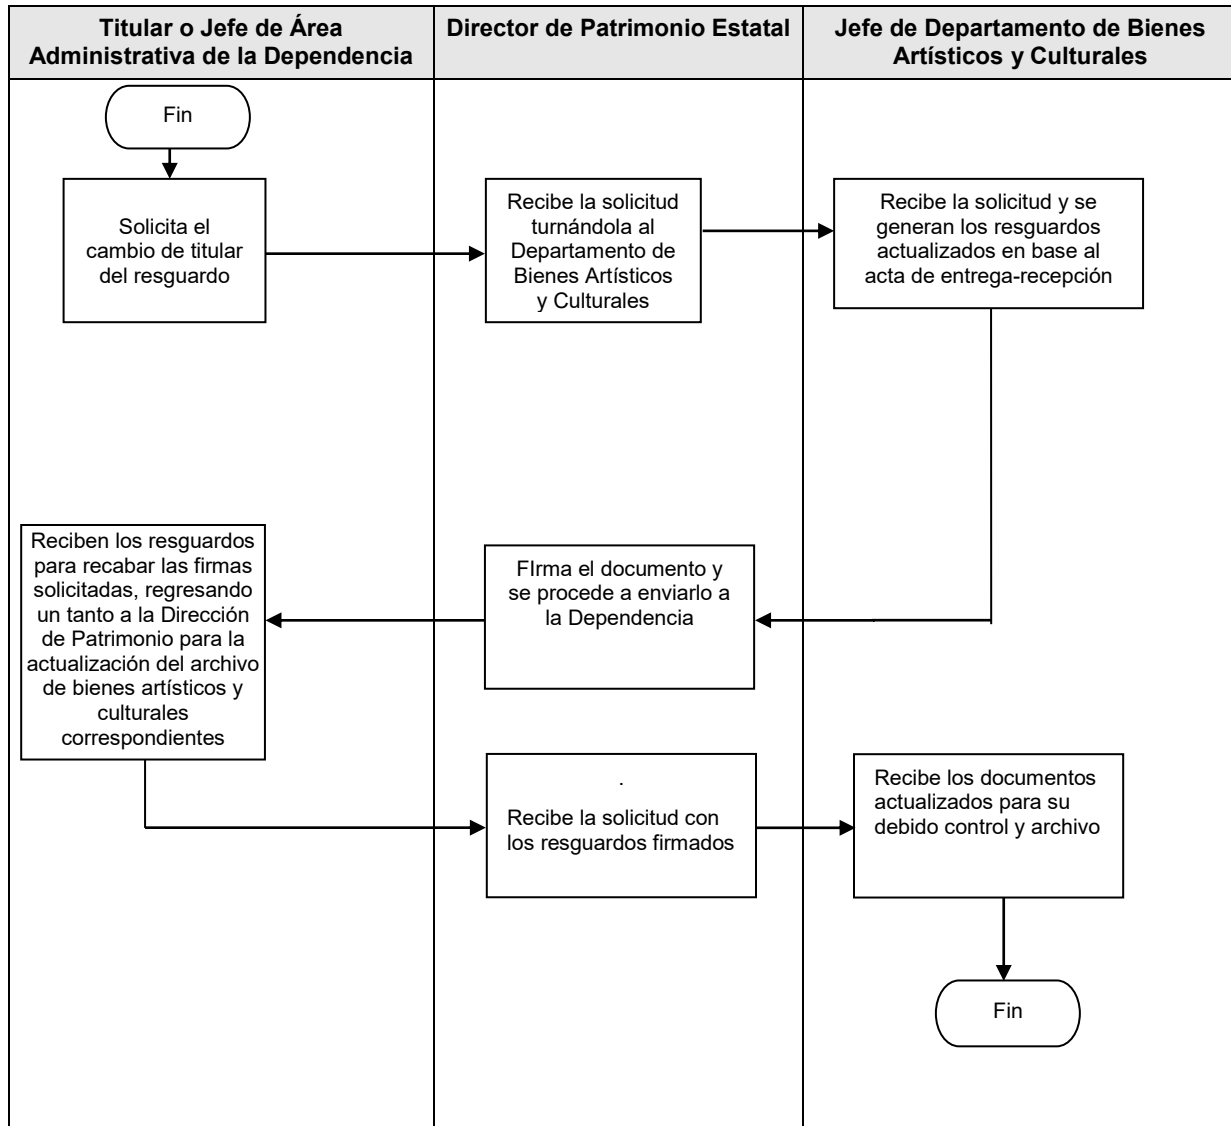 Titular o Jefe de Área
Administrativa de la Dependencia
Director de Patrimonio Estatal
Jefe de Departamento de Bienes
Artísticos y Culturales
Fin
Solicita el
cambio de titular
del resguardo
Recibe la solicitud
turnándola al
Departamento de
Bienes Artísticos
y Culturales
Recibe la solicitud y se
generan los resguardos
actualizados en base al
acta de entrega-recepción
FIrma el documento y
se procede a enviarlo a
la Dependencia
Reciben los resguardos
para recabar las firmas
solicitadas, regresando
un tanto a la Dirección
de Patrimonio para la
actualización del archivo
de bienes artísticos y
culturales
correspondientes
.
Recibe la solicitud con
los resguardos firmados
Recibe los documentos
actualizados para su
debido control y archivo
Fin